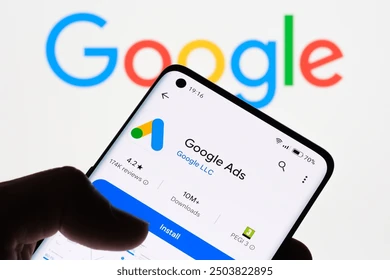 Google
19:16
70%
Google Ads
Google LLC
4.2★
174K reviews
10M+
Downloads
PEGI 3
Install
shutterstock.com · 2503822895